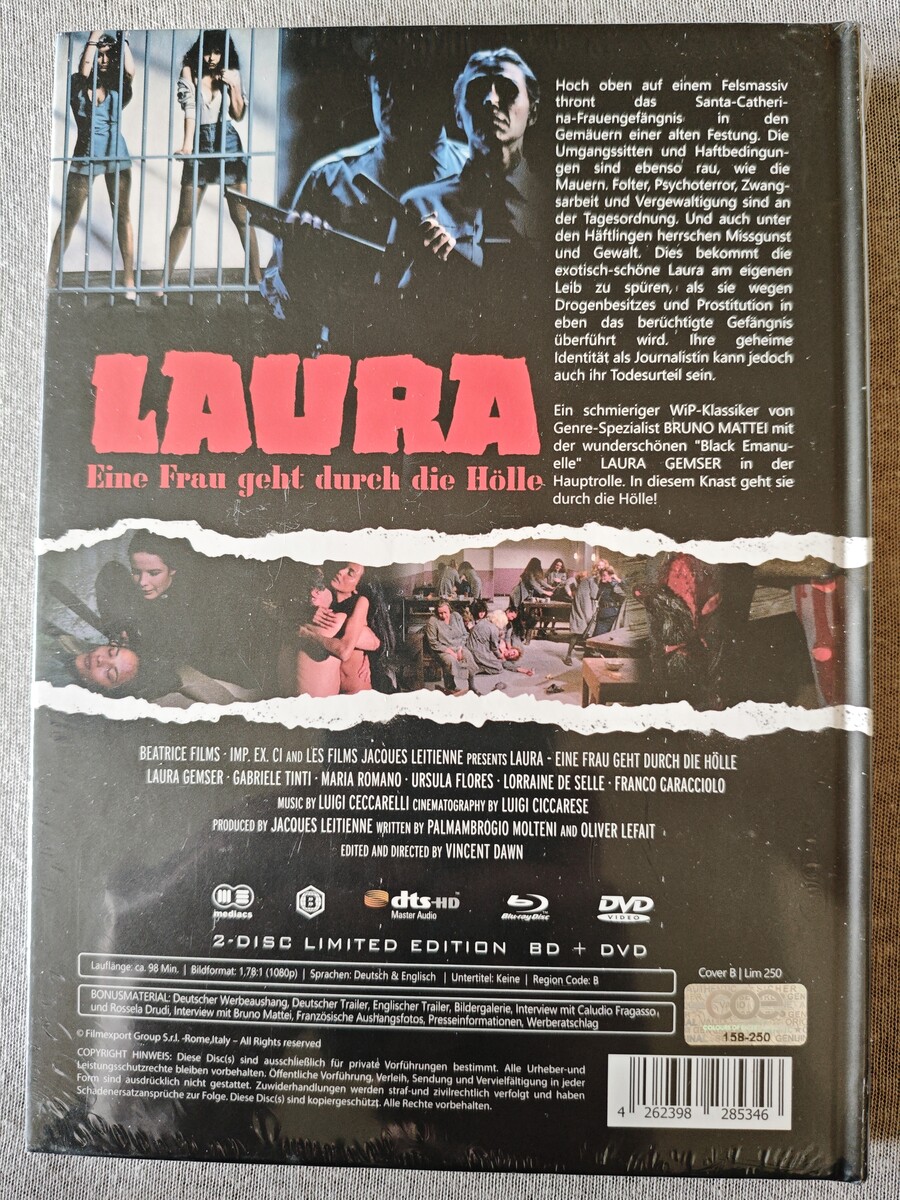 Hoch oben auf einem Felsmassiv
thront das Santa-Catheri-
na-Frauengefängnis in den
Gemäuern einer alten Festung. Die
Umgangssitten und Haftbedingun-
gen sind ebenso rau, wie die
Mauern. Folter, Psychoterror, Zwang-
sarbeit und Vergewaltigung sind an
der Tagesordnung. Und auch unter
den Häftlingen herrschen Missgunst
und Gewalt. Dies bekommt die
exotisch-schöne Laura am eigenen
Leib zu spüren, als sie wegen
Drogenbesitzes und Prostitution in
eben das berüchtigte Gefängnis
überführt wird. Ihre geheime
Identität als Journalistin kann jedoch
auch ihr Todesurteil sein.
Ein schmieriger WiP-Klassiker von
Genre-Spezialist BRUNO MATTEI mit
der wunderschönen "Black Emanu-
elle" LAURA GEMSER in der
Hauptrolle. In diesem Knast geht sie
durch die Hölle!
LAURA
Eine Frau geht durch die Hölle
BEATRICE FILMS · IMP. EX. CI AND LES FILMS JACQUES LEITIENNE PRESENTS LAURA - EINE FRAU GEHT DURCH DIE HÖLLE
LAURA GEMSER · GABRIELE TINTI · MARIA ROMANO · URSULA FLORES · LORRAINE DE SELLE · FRANCO CARACCIOLO
MUSIC BY LUIGI CECCARELLI CINEMATOGRAPHY BY LUIGI CICCARESE
PRODUCED BY JACQUES LEITIENNE WRITTEN BY PALMAMBROGIO MOLTENI AND OLIVER LEFAIT
EDITED AND DIRECTED BY VINCENT DAWN
mediacs B dts-HD Master Audio Blu-ray Disc DVD VIDEO
2-DISC LIMITED EDITION BD + DVD
Lauflänge: ca. 98 Min. | Bildformat: 1,78:1 (1080p) | Sprachen: Deutsch & Englisch | Untertitel: Keine | Region Code: B
Cover B | Lim 250
BONUSMATERIAL: Deutscher Werbeaushang, Deutscher Trailer, Englischer Trailer, Bildergalerie, Interview mit Caludio Fragasso,
und Rossela Drudi, Interview mit Bruno Mattei, Französische Aushangsfotos, Presseinformationen, Werberatschlag
coe
COLOURS OF
158-250
© Filmexport Group S.r.l. -Rome,Italy – All Rights reserved
COPYRIGHT HINWEIS: Diese Disc(s) sind ausschließlich für private Vorführungen bestimmt. Alle Urheber-und
Leistungsschutzrechte bleiben vorbehalten. Öffentliche Vorführung, Verleih, Sendung und Vervielfältigung in jeder
Form sind ausdrücklich nicht gestattet. Zuwiderhandlungen werden straf-und zivilrechtlich verfolgt und haben
Schadenersatzansprüche zur Folge. Diese Disc(s) sind kopiergeschützt. Alle Rechte vorbehalten.
4 262398 285346